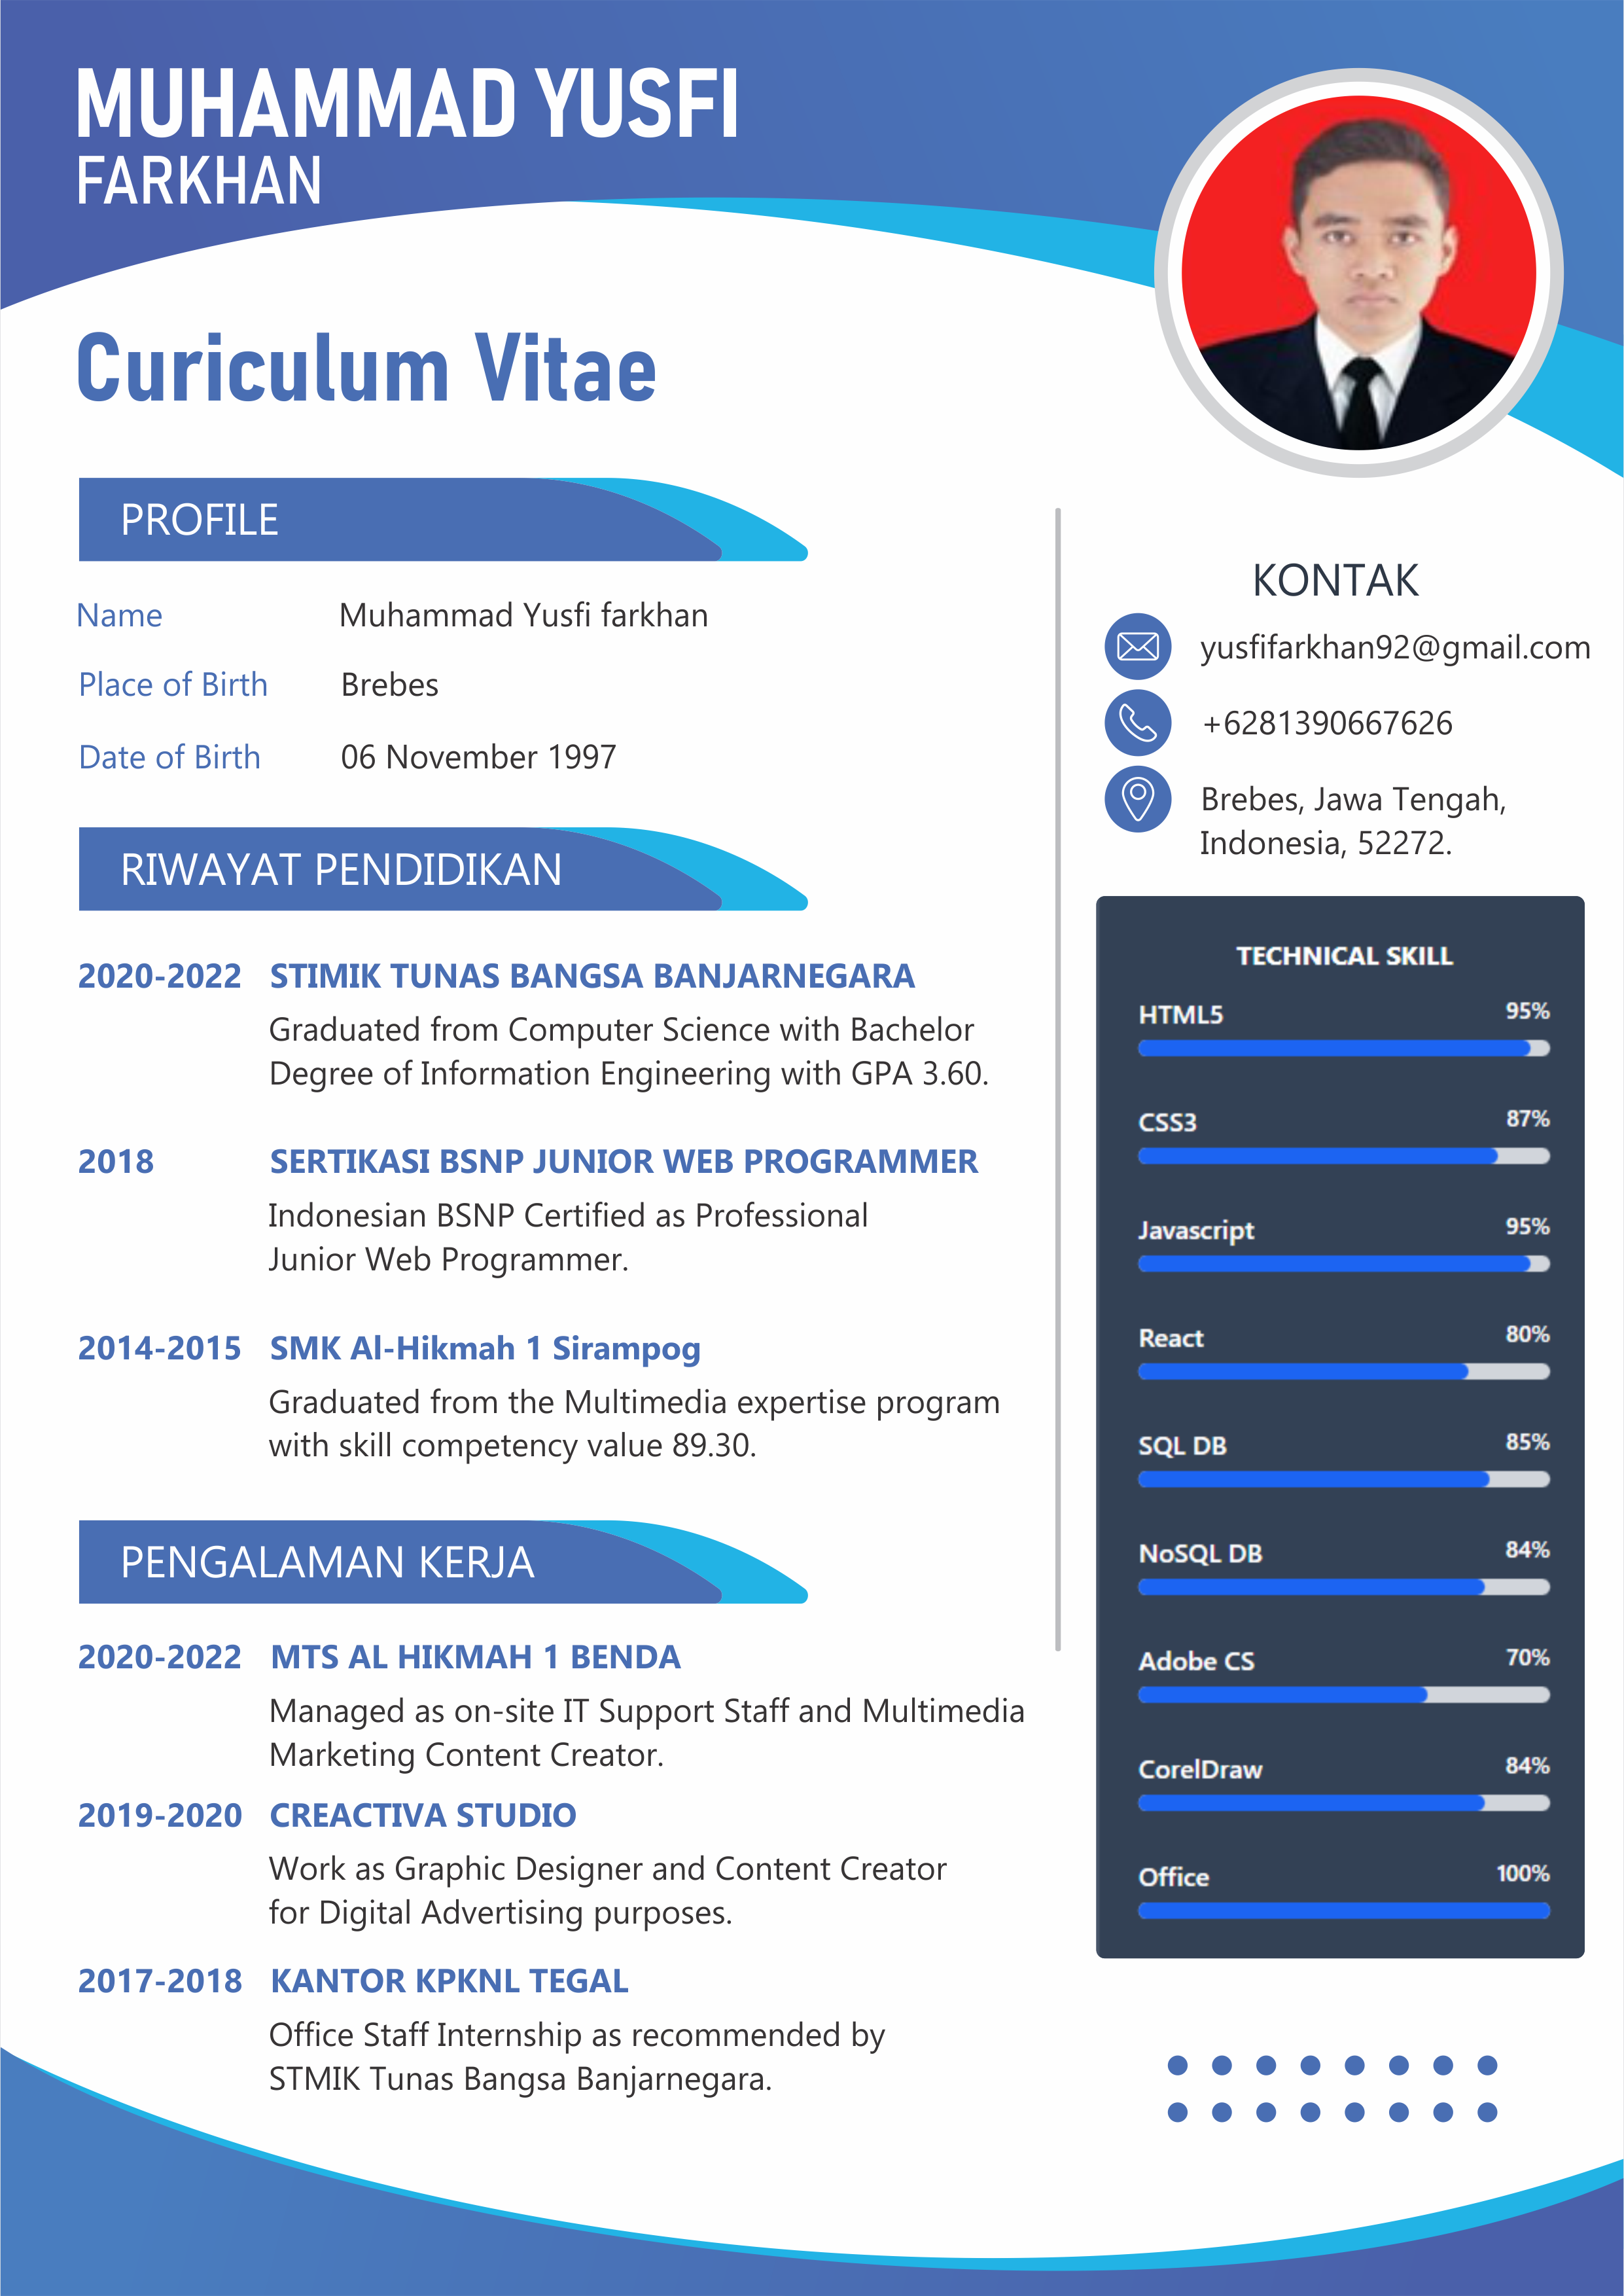 MUHAMMAD YUSFI
FARKHAN
Curiculum Vitae
PROFILE
Name Muhammad Yusfi farkhan
Place of Birth Brebes
Date of Birth 06 November 1997
RIWAYAT PENDIDIKAN
2020-2022 STIMIK TUNAS BANGSA BANJARNEGARA
Graduated from Computer Science with Bachelor
Degree of Information Engineering with GPA 3.60.
2018 SERTIKASI BSNP JUNIOR WEB PROGRAMMER
Indonesian BSNP Certified as Professional
Junior Web Programmer.
2014-2015 SMK Al-Hikmah 1 Sirampog
Graduated from the Multimedia expertise program
with skill competency value 89.30.
PENGALAMAN KERJA
2020-2022 MTS AL HIKMAH 1 BENDA
Managed as on-site IT Support Staff and Multimedia
Marketing Content Creator.
2019-2020 CREACTIVA STUDIO
Work as Graphic Designer and Content Creator
for Digital Advertising purposes.
2017-2018 KANTOR KPKNL TEGAL
Office Staff Internship as recommended by
STMIK Tunas Bangsa Banjarnegara.
KONTAK
yusfifarkhan92@gmail.com
+6281390667626
Brebes, Jawa Tengah,
Indonesia, 52272.
TECHNICAL SKILL
HTML5 95%
CSS3 87%
Javascript 95%
React 80%
SQL DB 85%
NoSQL DB 84%
Adobe CS 70%
CorelDraw 84%
Office 100%